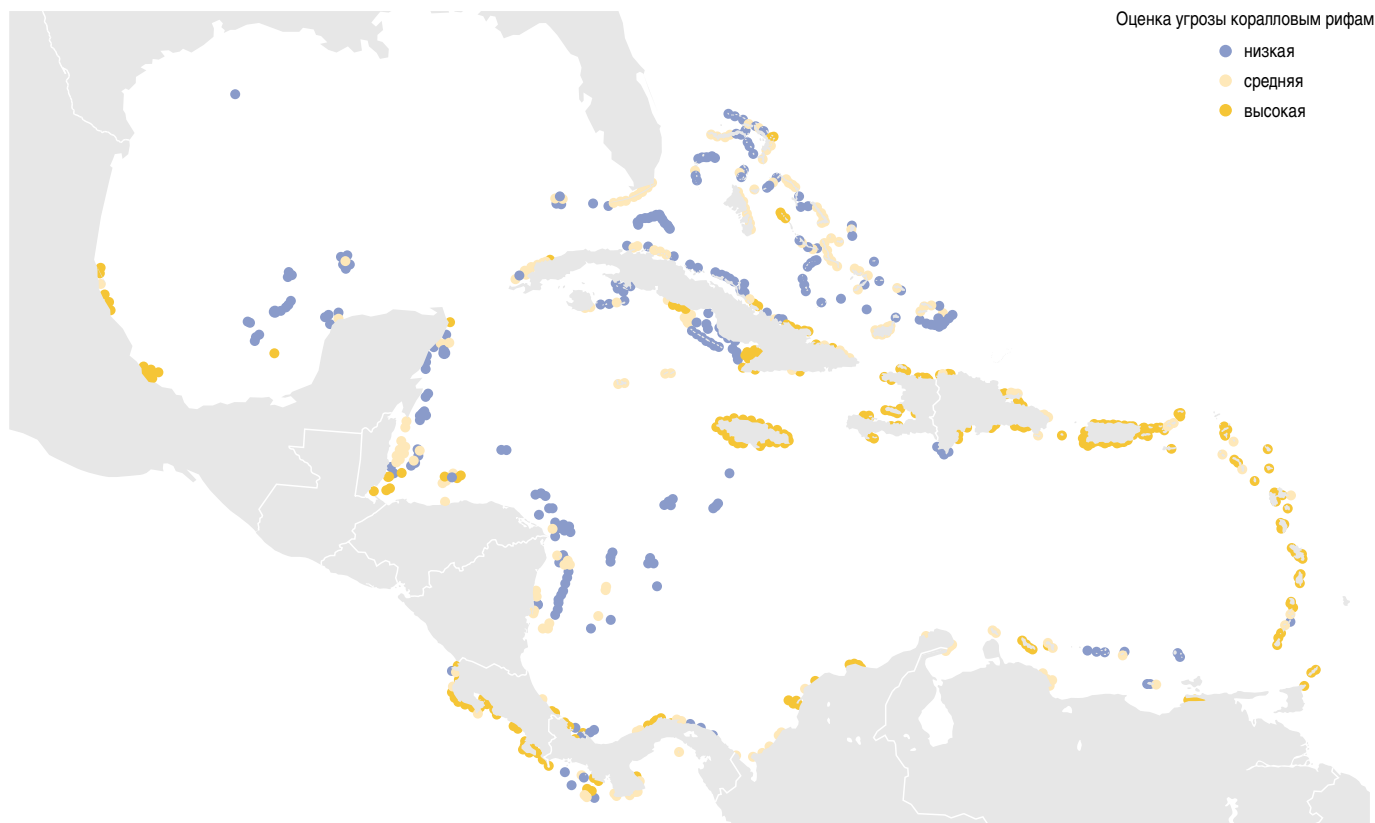 Оценка угрозы коралловым рифам
низкая
средняя
высокая